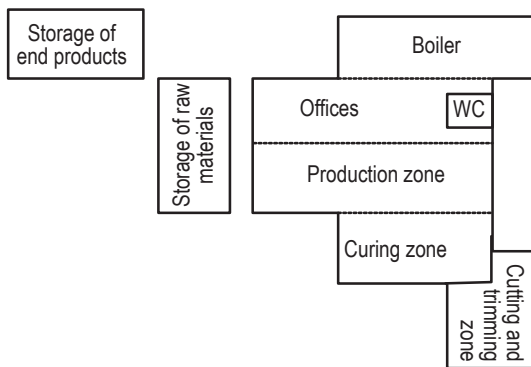 Storage of
end products
Boiler
Storage of raw
materials
Offices
WC
Production zone
Curing zone
Cutting and
trimming
zone